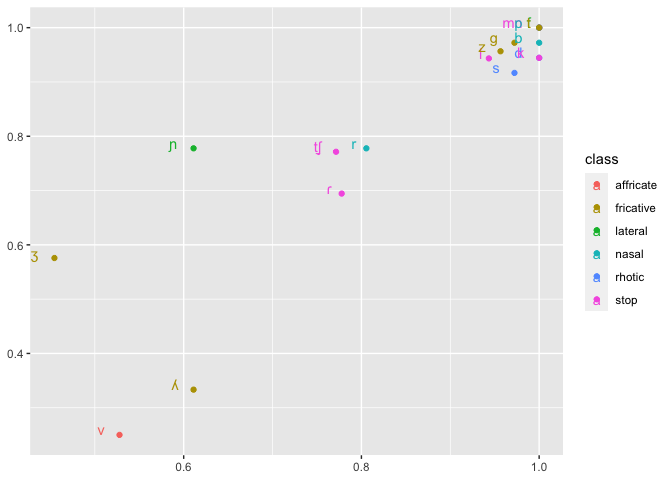 1.0
m
f
g
b
z
s
0.8
ɲ
tʃ
r
ɾ
0.6
ʒ
0.4
ʎ
v
0.6 0.8 1.0
class
affricate
fricative
lateral
nasal
rhotic
stop